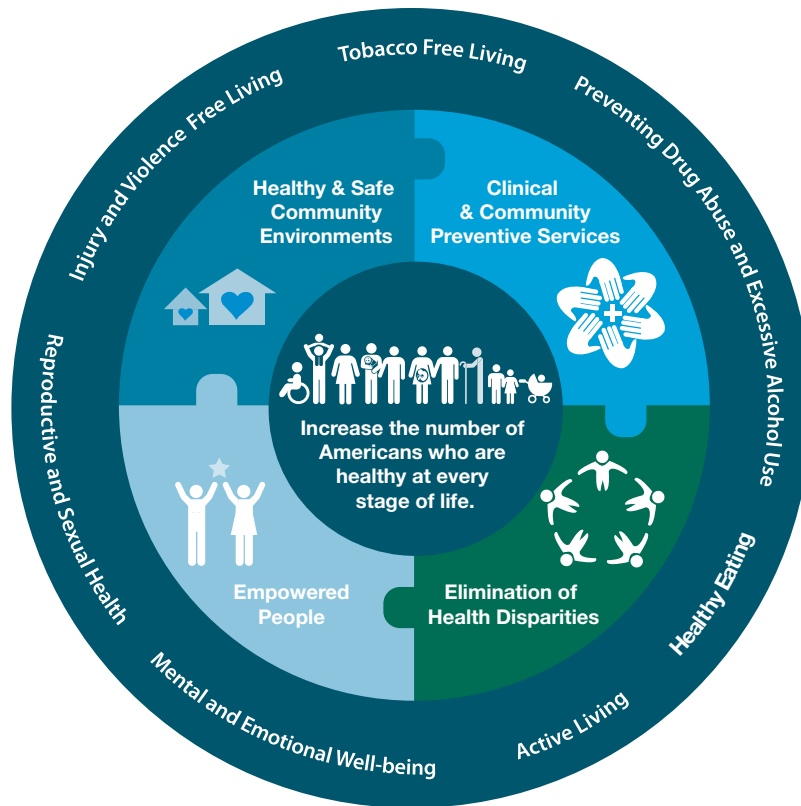 Tobacco Free Living
Preventing Drug Abuse and Excessive Alcohol Use
Healthy Eating
Active Living
Mental and Emotional Well-being
Reproductive and Sexual Health
Injury and Violence Free Living
Healthy & Safe
Community
Environments
Clinical
& Community
Preventive Services
Increase the number of
Americans who are
healthy at every
stage of life.
Empowered
People
Elimination of
Health Disparities